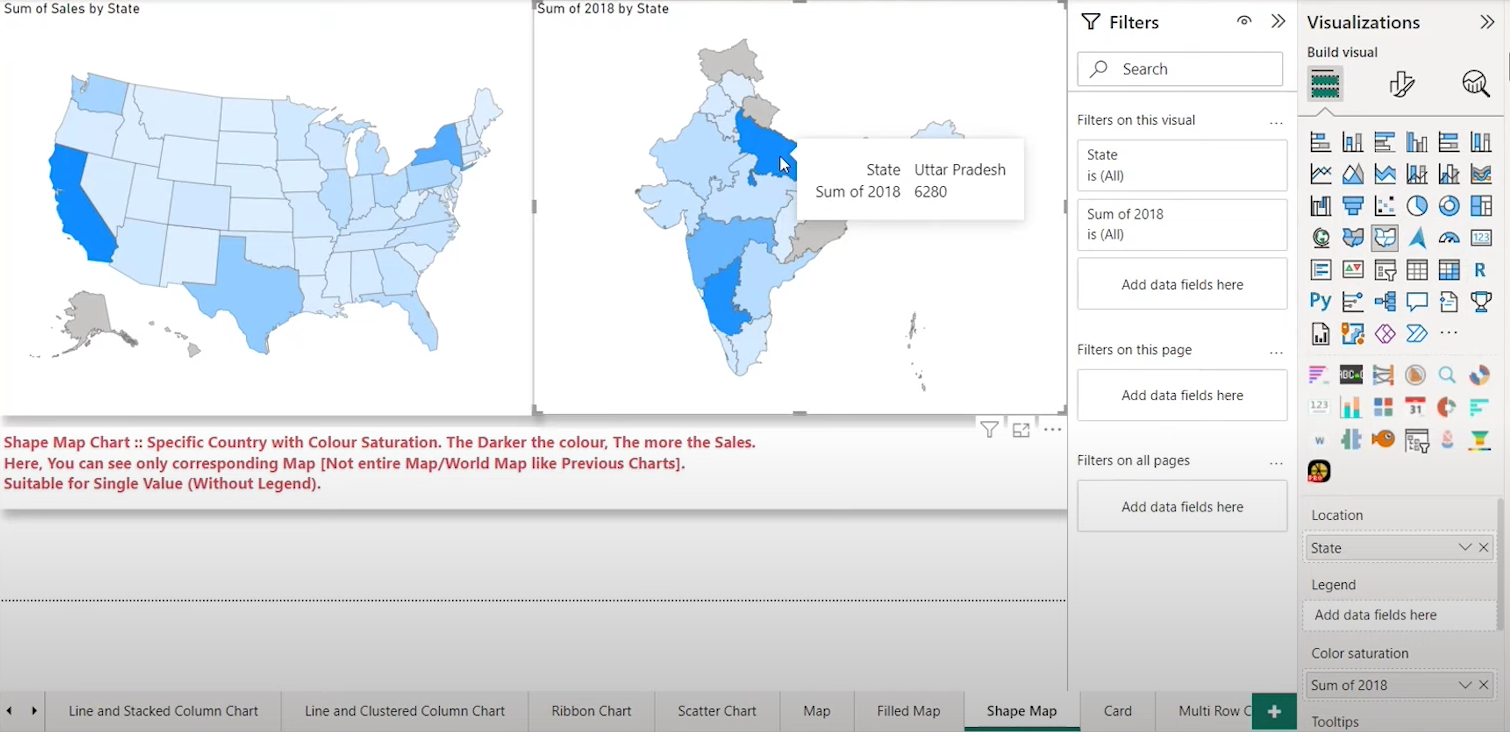 Sum of Sales by State
Sum of 2018 by State
State Uttar Pradesh
Sum of 2018 6280
Shape Map Chart :: Specific Country with Colour Saturation. The Darker the colour, The more the Sales.
Here, You can see only corresponding Map [Not entire Map/World Map like Previous Charts].
Suitable for Single Value (Without Legend).
Filters
Search
Filters on this visual
...
State
is (All)
Sum of 2018
is (All)
Add data fields here
Filters on this page
...
Add data fields here
Filters on all pages
...
Add data fields here
Visualizations
Build visual
123
R
Py
...
123
31
W
PRO
Location
State
Legend
Add data fields here
Color saturation
Sum of 2018
Tooltips
Line and Stacked Column Chart
Line and Clustered Column Chart
Ribbon Chart
Scatter Chart
Map
Filled Map
Shape Map
Card
Multi Row C